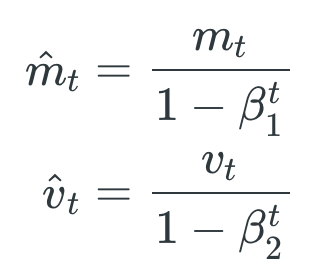 m̂_t = m_t / (1 − β_1^t)
v̂_t = v_t / (1 − β_2^t)